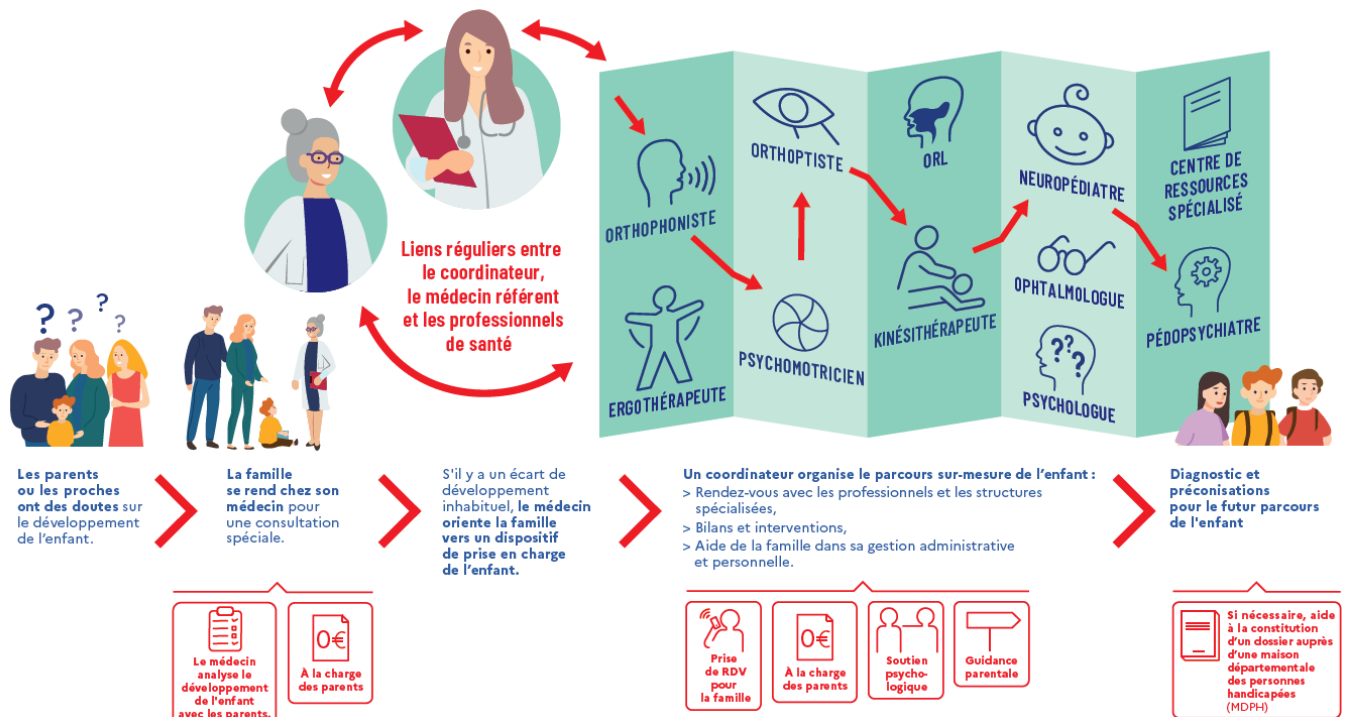 Liens réguliers entre
le coordinateur,
le médecin référent
et les professionnels
de santé
ORTHOPHONISTE
ERGOTHÉRAPEUTE
ORTHOPTISTE
PSYCHOMOTRICIEN
ORL
KINÉSITHÉRAPEUTE
NEUROPÉDIATRE
OPHTALMOLOGUE
PSYCHOLOGUE
CENTRE DE
RESSOURCES
SPÉCIALISÉ
PÉDOPSYCHIATRE
? ? ? ?
???
Les parents
ou les proches
ont des doutes sur
le développement
de l'enfant.
La famille
se rend chez son
médecin pour
une consultation
spéciale.
S'il y a un écart de
développement
inhabituel, le médecin
oriente la famille
vers un dispositif
de prise en charge
de l'enfant.
Un coordinateur organise le parcours sur-mesure de l'enfant :
> Rendez-vous avec les professionnels et les structures
spécialisées,
> Bilans et interventions,
> Aide de la famille dans sa gestion administrative
et personnelle.
Diagnostic et
préconisations
pour le futur parcours
de l'enfant
Le médecin
analyse le
développement
de l'enfant
avec les parents.
0€
À la charge
des parents
Prise
de RDV
pour
la famille
0€
À la charge
des parents
Soutien
psycho-
logique
Guidance
parentale
Si nécessaire, aide
à la constitution
d'un dossier auprès
d'une maison
départementale
des personnes
handicapées
(MDPH)